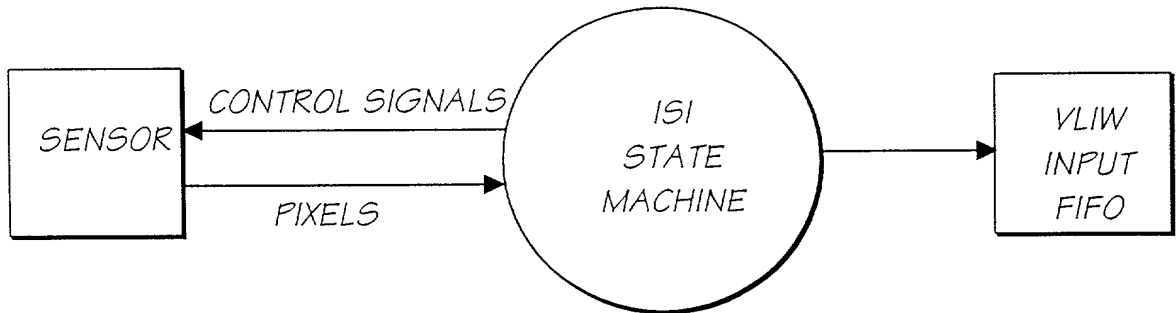 SENSOR
CONTROL SIGNALS
PIXELS
ISI
STATE
MACHINE
VLIW
INPUT
FIFO